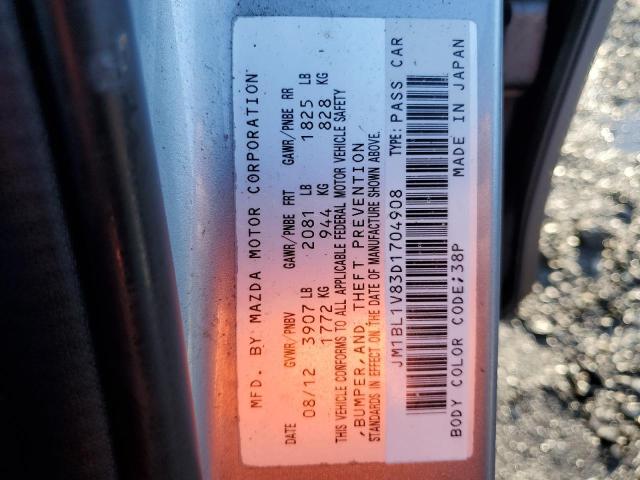 MFD. BY MAZDA MOTOR CORPORATION
DATE GVWR/PNBV GAWR/PNBE FRT GAWR/PNBE RR
08/12 3907 LB 2081 LB 1825 LB
1772 KG 944 KG 828 KG
THIS VEHICLE CONFORMS TO ALL APPLICABLE FEDERAL MOTOR VEHICLE SAFETY
,BUMPER,AND, THEFT PREVENTION
STANDARDS IN EFFECT ON THE DATE OF MANUFACTURE SHOWN ABOVE.
JM1BL1V83D1704908 TYPE: PASS CAR
BODY COLOR CODE;38P MADE IN JAPAN